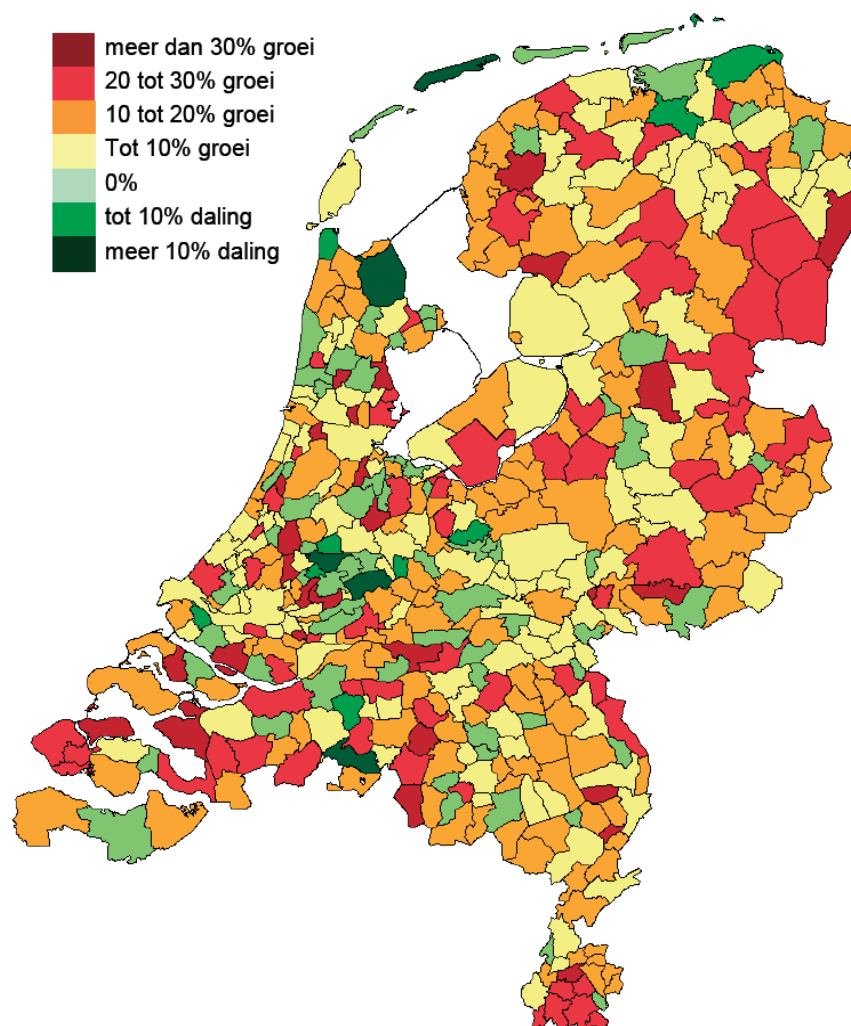 meer dan 30% groei
20 tot 30% groei
10 tot 20% groei
Tot 10% groei
0%
tot 10% daling
meer 10% daling